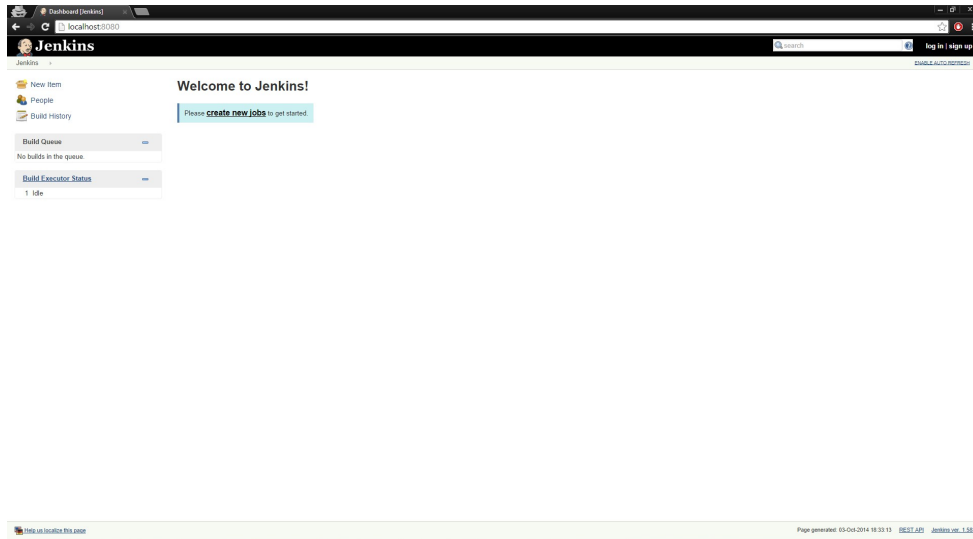 Dashboard [Jenkins]
localhost:8080
Jenkins
search
log in | sign up
Jenkins
ENABLE AUTO REFRESH
New Item
People
Build History
Build Queue
No builds in the queue.
Build Executor Status
1 Idle
Welcome to Jenkins!
Please create new jobs to get started.
Help us localize this page
Page generated: 03-Oct-2014 18:33:13 REST API Jenkins ver. 1.58